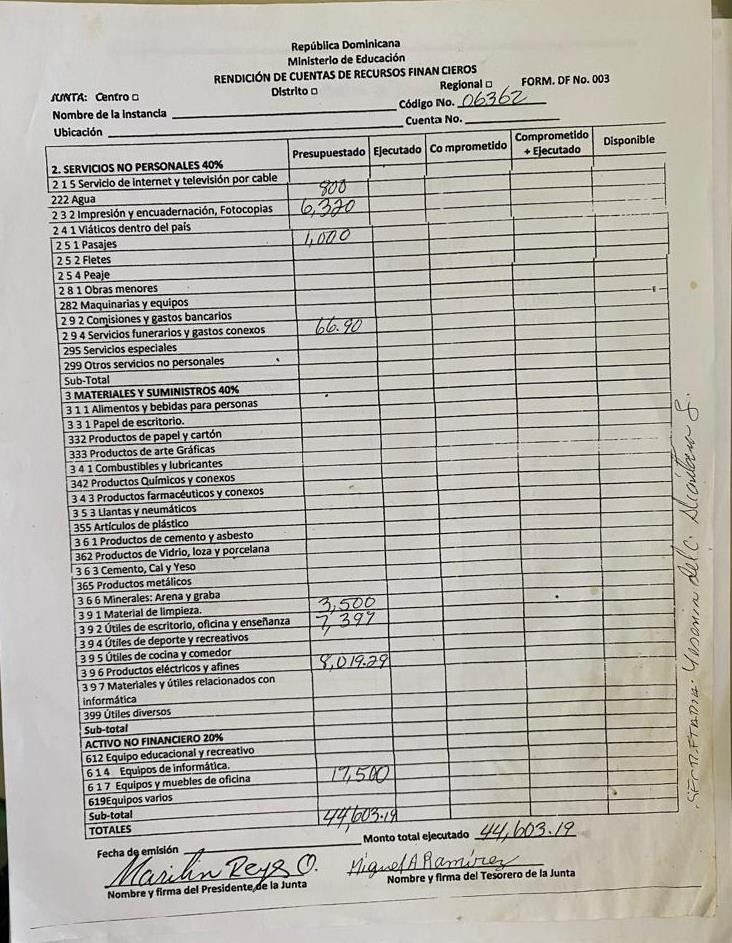 República Dominicana
Ministerio de Educación
RENDICIÓN DE CUENTAS DE RECURSOS FINAN CIEROS
JUNTA: Centro □ Distrito □ Regional □ FORM. DF No. 003
Nombre de la Instancia Código No. 06362
Ubicación Cuenta No.
2. SERVICIOS NO PERSONALES 40% Presupuestado Ejecutado Co mprometido Comprometido + Ejecutado Disponible
2 1 5 Servicio de internet y televisión por cable
222 Agua 800
2 3 2 Impresión y encuadernación, Fotocopias 6,320
2 4 1 Viáticos dentro del país
2 5 1 Pasajes 1,000
2 5 2 Fletes
2 5 4 Peaje
2 8 1 Obras menores
282 Maquinarias y equipos
2 9 2 Comisiones y gastos bancarios
2 9 4 Servicios funerarios y gastos conexos 66.90
295 Servicios especiales
299 Otros servicios no personales
Sub-Total
3 MATERIALES Y SUMINISTROS 40%
3 1 1 Alimentos y bebidas para personas
3 3 1 Papel de escritorio.
332 Productos de papel y cartón
333 Productos de arte Gráficas
3 4 1 Combustibles y lubricantes
342 Productos Químicos y conexos
3 4 3 Productos farmacéuticos y conexos
3 5 3 Llantas y neumáticos
355 Artículos de plástico
3 6 1 Productos de cemento y asbesto
362 Productos de Vidrio, loza y porcelana
3 6 3 Cemento, Cal y Yeso
365 Productos metálicos
3 6 6 Minerales: Arena y graba
3 9 1 Material de limpieza. 3,500
3 9 2 Útiles de escritorio, oficina y enseñanza 7,397
3 9 4 Útiles de deporte y recreativos
3 9 5 Útiles de cocina y comedor
3 9 6 Productos eléctricos y afines 8,019.29
3 9 7 Materiales y útiles relacionados con
informática
399 Útiles diversos
Sub-total
ACTIVO NO FINANCIERO 20%
612 Equipo educacional y recreativo
6 1 4 Equipos de informática.
6 1 7 Equipos y muebles de oficina 17,500
619Equipos varios
Sub-total
TOTALES 44,603.19
Fecha de emisión Monto total ejecutado 44,603.19
Marilin Reys O. Miguel A Ramírez
Nombre y firma del Presidente, de la Junta Nombre y firma del Tesorero de la Junta
SECRETARIA: Yesenia del C. Alcántara S.